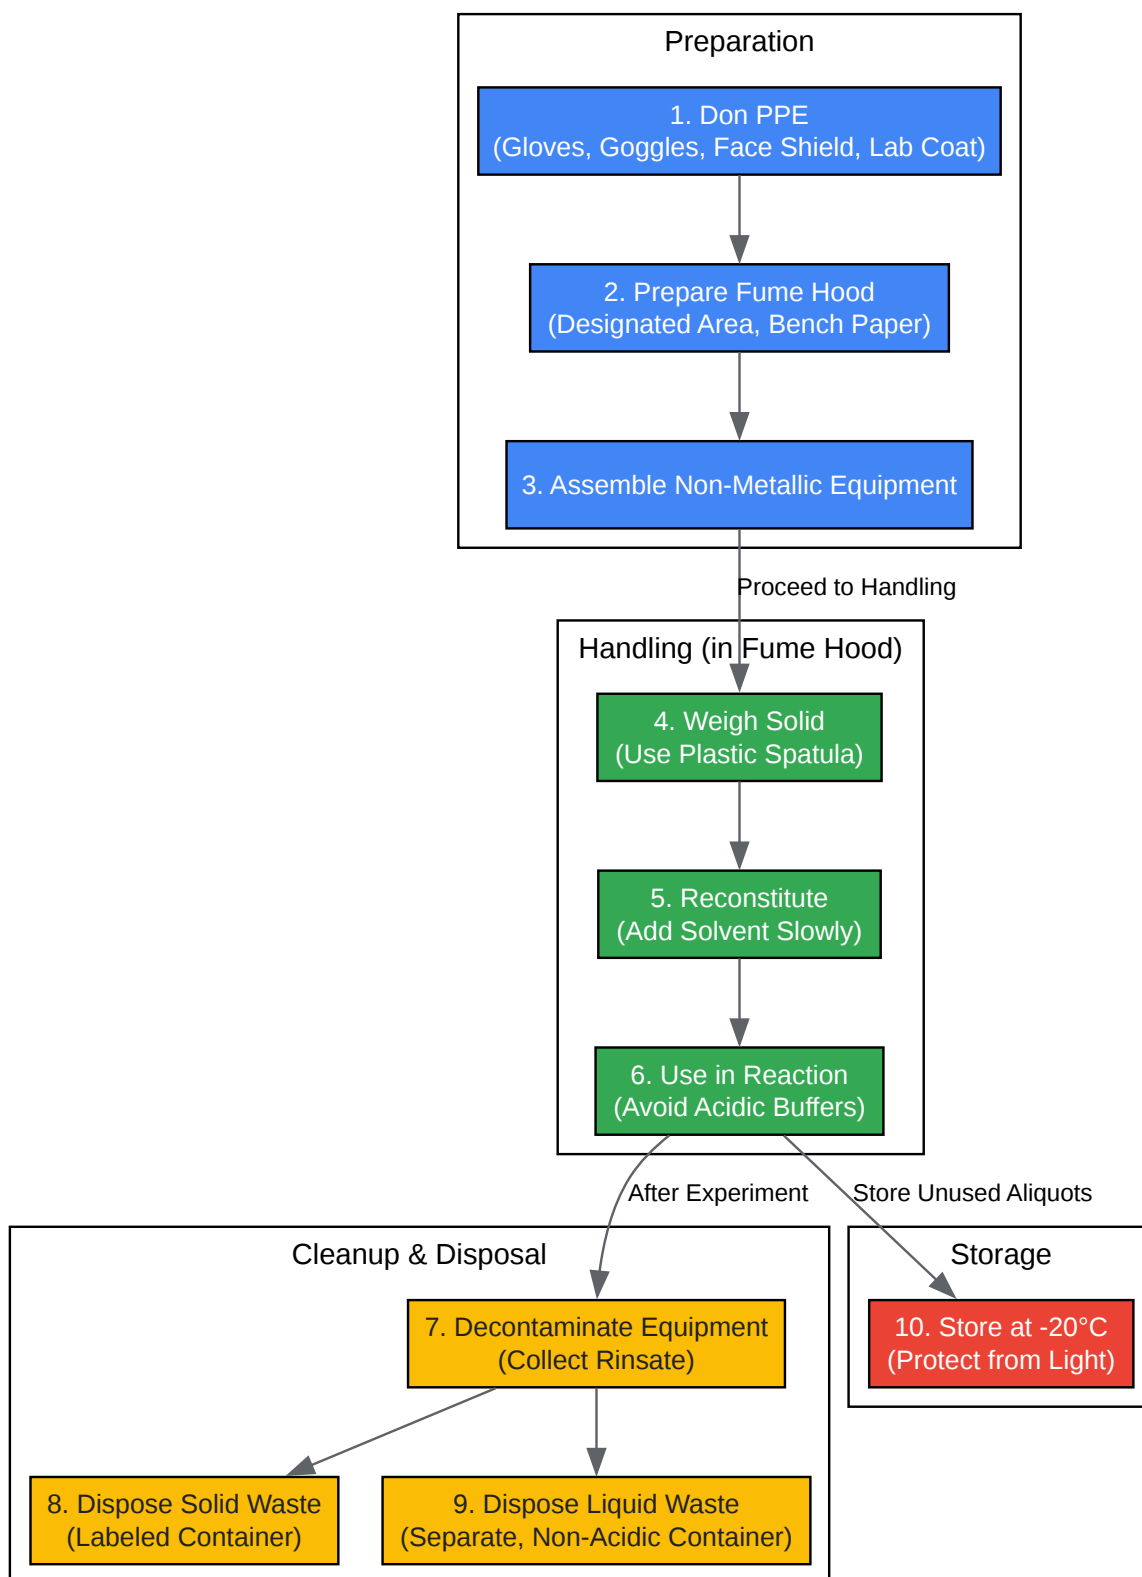 Preparation
1. Don PPE
(Gloves, Goggles, Face Shield, Lab Coat)
2. Prepare Fume Hood
(Designated Area, Bench Paper)
3. Assemble Non-Metallic Equipment
Proceed to Handling
Handling (in Fume Hood)
4. Weigh Solid
(Use Plastic Spatula)
5. Reconstitute
(Add Solvent Slowly)
6. Use in Reaction
(Avoid Acidic Buffers)
After Experiment
Store Unused Aliquots
Cleanup & Disposal
7. Decontaminate Equipment
(Collect Rinsate)
8. Dispose Solid Waste
(Labeled Container)
9. Dispose Liquid Waste
(Separate, Non-Acidic Container)
Storage
10. Store at -20°C
(Protect from Light)